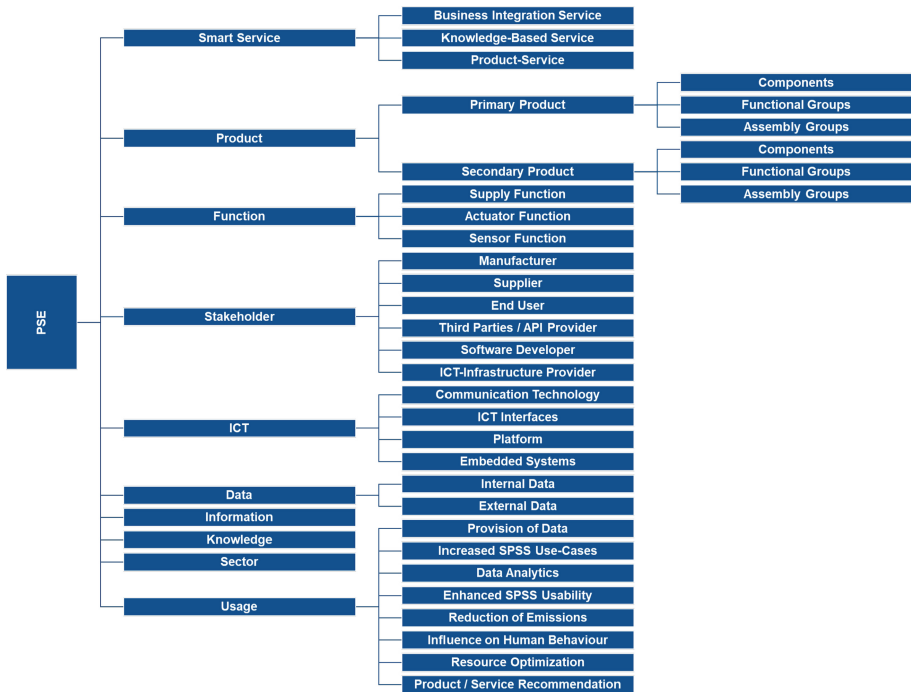 PSE
Smart Service
Business Integration Service
Knowledge-Based Service
Product-Service
Product
Primary Product
Components
Functional Groups
Assembly Groups
Secondary Product
Components
Functional Groups
Assembly Groups
Function
Supply Function
Actuator Function
Sensor Function
Stakeholder
Manufacturer
Supplier
End User
Third Parties / API Provider
Software Developer
ICT-Infrastructure Provider
ICT
Communication Technology
ICT Interfaces
Platform
Embedded Systems
Data
Internal Data
External Data
Information
Knowledge
Sector
Usage
Provision of Data
Increased SPSS Use-Cases
Data Analytics
Enhanced SPSS Usability
Reduction of Emissions
Influence on Human Behaviour
Resource Optimization
Product / Service Recommendation